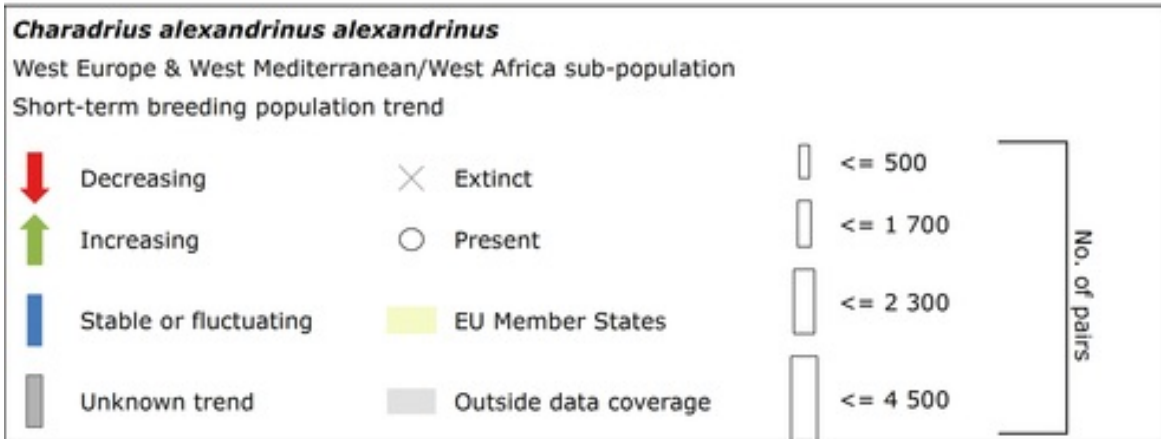 Charadrius alexandrinus alexandrinus
West Europe & West Mediterranean/West Africa sub-population
Short-term breeding population trend
Decreasing
Increasing
Stable or fluctuating
Unknown trend
Extinct
Present
EU Member States
Outside data coverage
<= 500
<= 1 700
<= 2 300
<= 4 500
No. of pairs